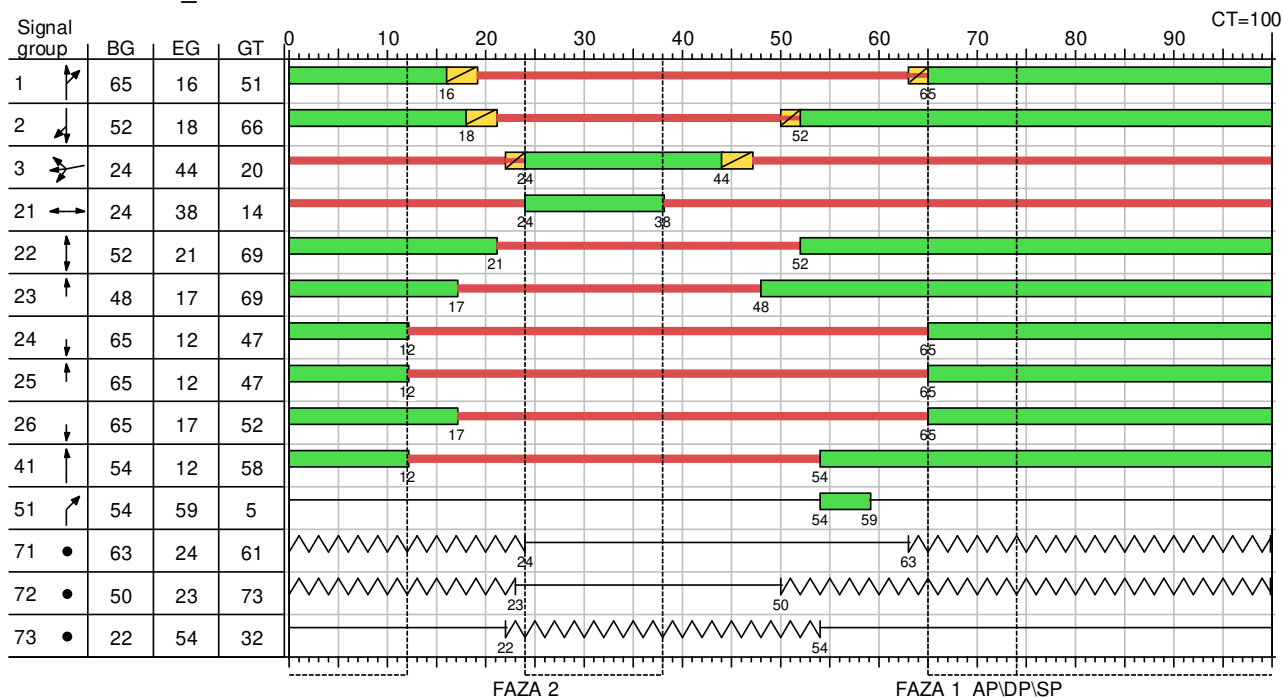 CT=100
Signal group BG EG GT 0 10 20 30 40 50 60 70 80 90
1 65 16 51 16 65
2 52 18 66 18 52
3 24 44 20 24 44
21 24 38 14 24 38
22 52 21 69 21 52
23 48 17 69 17 48
24 65 12 47 12 65
25 65 12 47 12 65
26 65 17 52 17 65
41 54 12 58 12 54
51 54 59 5 54 59
71 63 24 61 24 63
72 50 23 73 23 50
73 22 54 32 22 54
FAZA 2 FAZA 1 AP\DP\SP